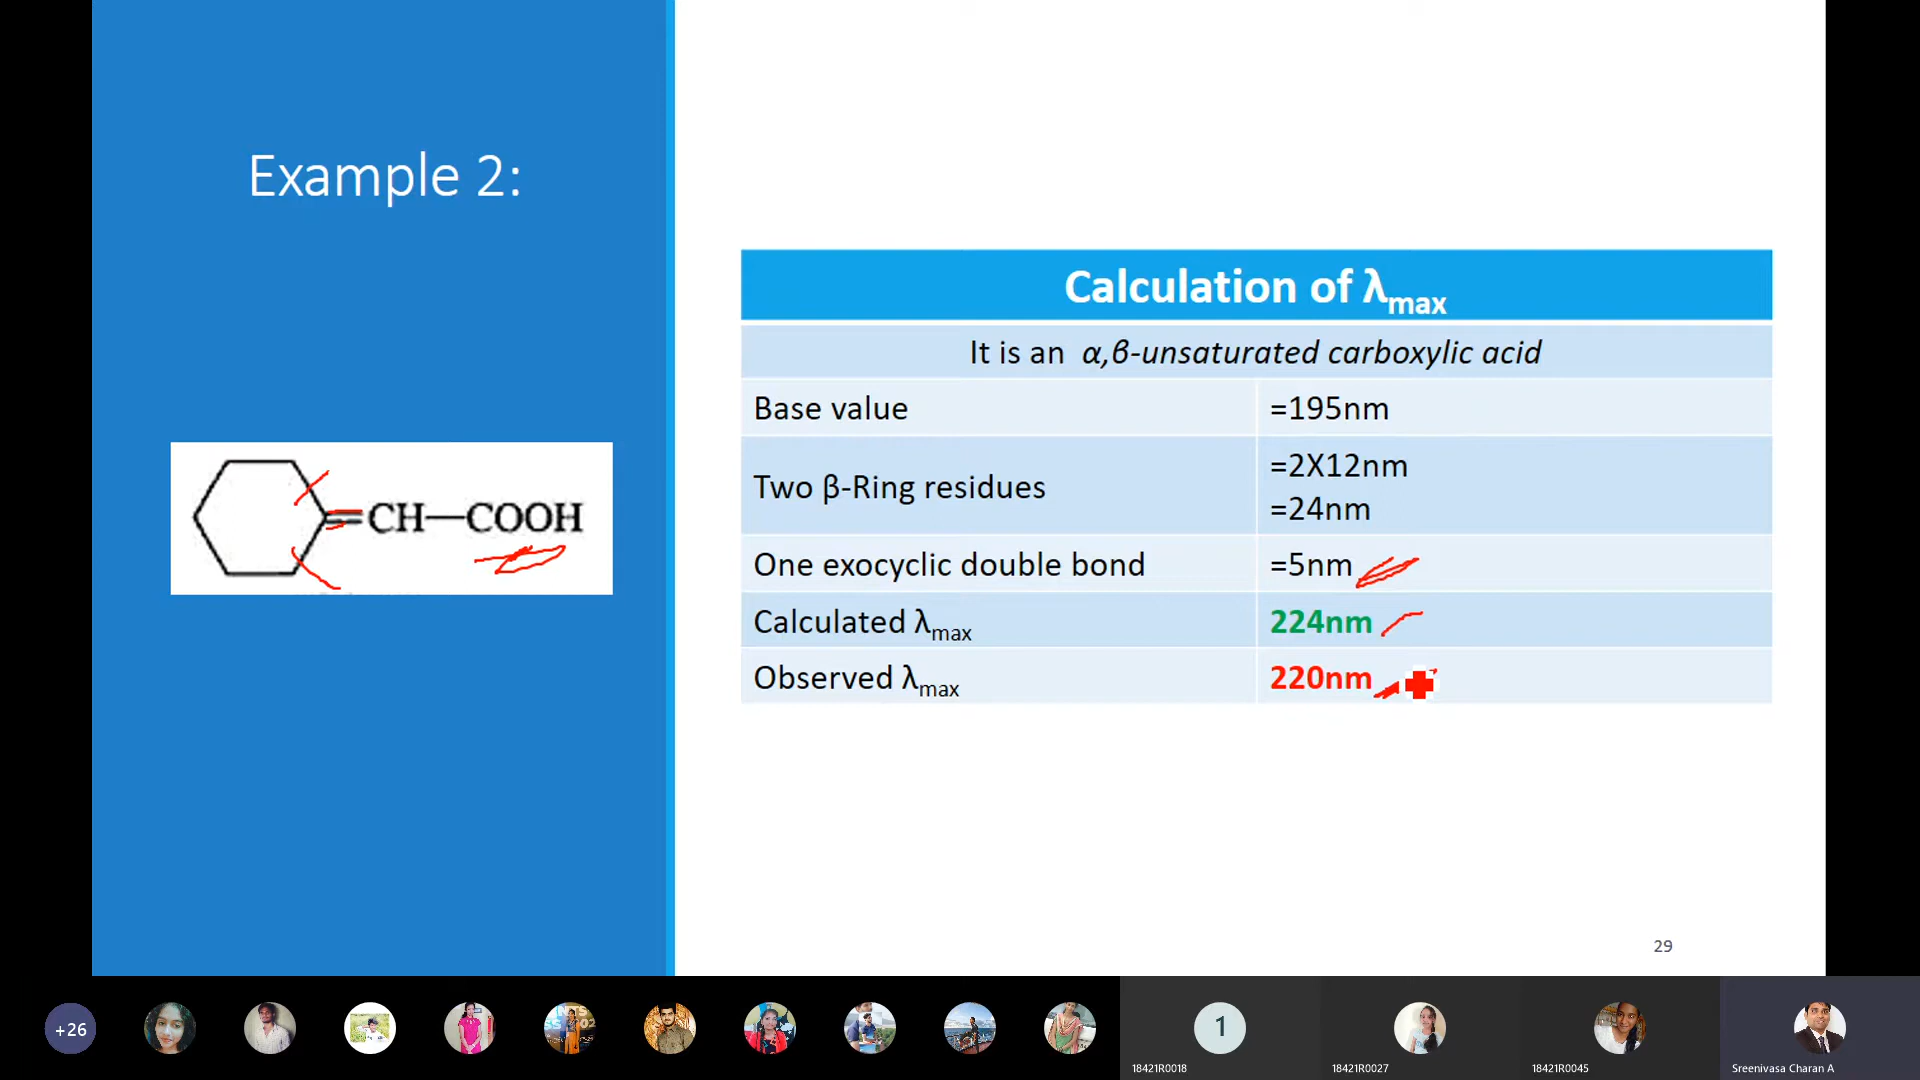 Example 2:
=CH—COOH
Calculation of λmax
It is an α,β-unsaturated carboxylic acid
Base value =195nm
Two β-Ring residues =2X12nm
=24nm
One exocyclic double bond =5nm
Calculated λmax 224nm
Observed λmax 220nm
29
+26
1
18421R0018
18421R0027
18421R0045
Sreenivasa Charan A